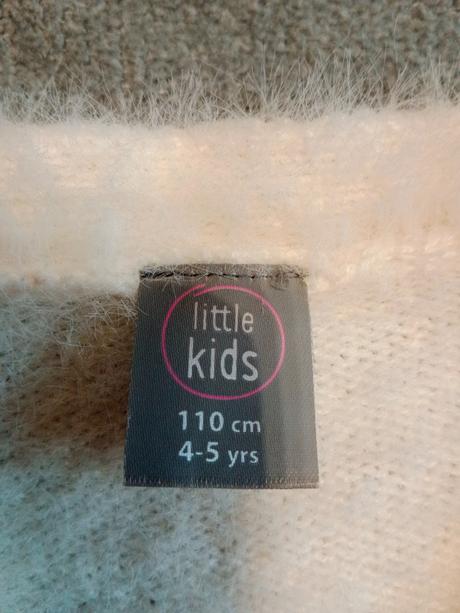 little
kids
110 cm
4-5 yrs